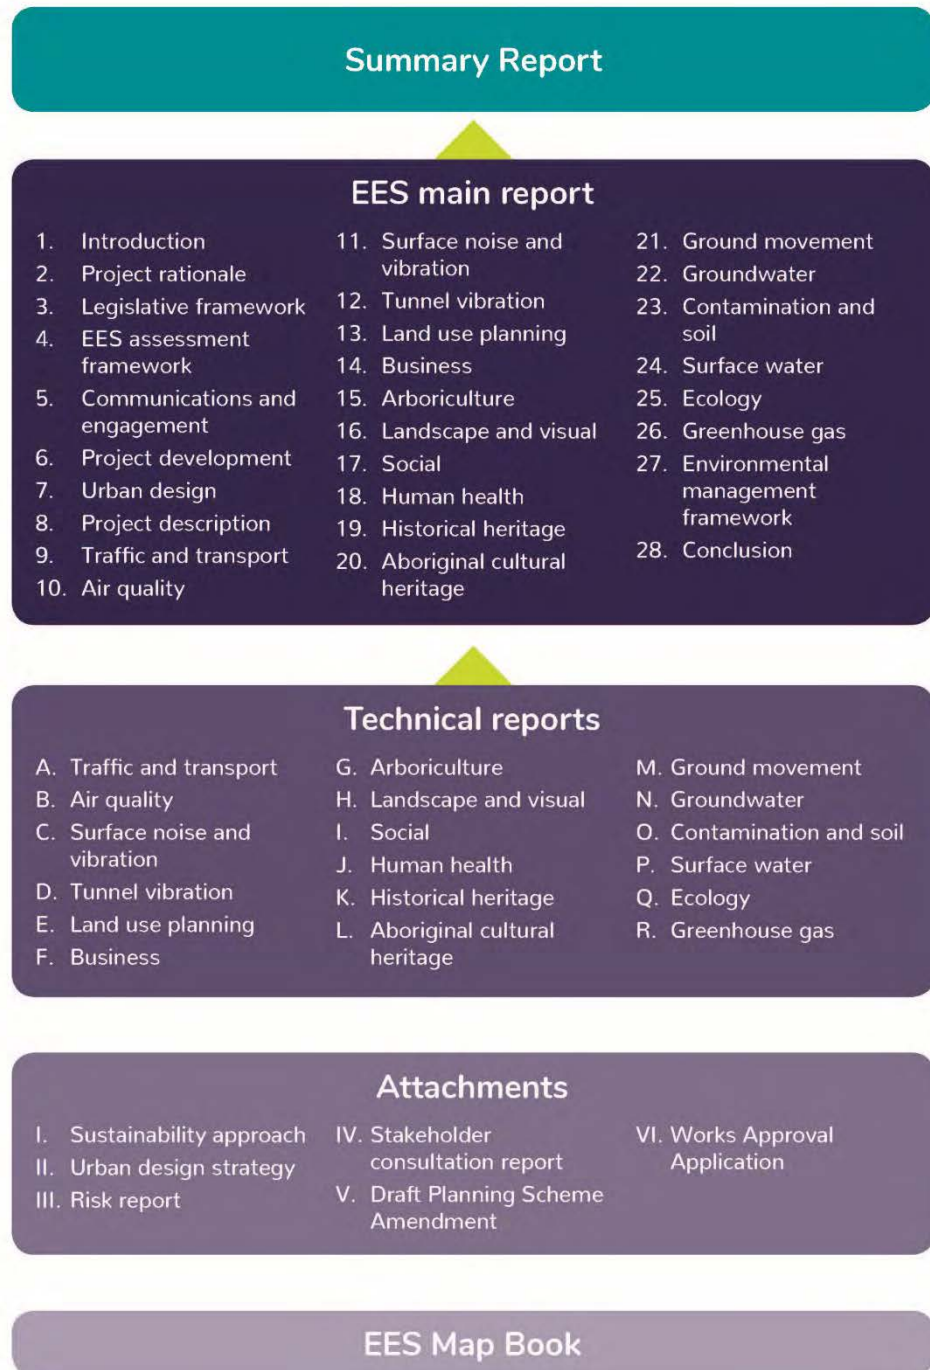 Summary Report
EES main report
1. Introduction
2. Project rationale
3. Legislative framework
4. EES assessment
framework
5. Communications and
engagement
6. Project development
7. Urban design
8. Project description
9. Traffic and transport
10. Air quality
11. Surface noise and
vibration
12. Tunnel vibration
13. Land use planning
14. Business
15. Arboriculture
16. Landscape and visual
17. Social
18. Human health
19. Historical heritage
20. Aboriginal cultural
heritage
21. Ground movement
22. Groundwater
23. Contamination and
soil
24. Surface water
25. Ecology
26. Greenhouse gas
27. Environmental
management
framework
28. Conclusion
Technical reports
A. Traffic and transport
B. Air quality
C. Surface noise and
vibration
D. Tunnel vibration
E. Land use planning
F. Business
G. Arboriculture
H. Landscape and visual
I. Social
J. Human health
K. Historical heritage
L. Aboriginal cultural
heritage
M. Ground movement
N. Groundwater
O. Contamination and soil
P. Surface water
Q. Ecology
R. Greenhouse gas
Attachments
I. Sustainability approach
II. Urban design strategy
III. Risk report
IV. Stakeholder
consultation report
V. Draft Planning Scheme
Amendment
VI. Works Approval
Application
EES Map Book